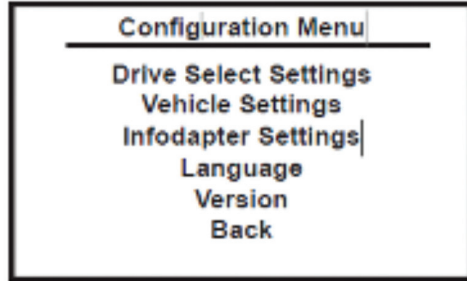 Configuration Menu
Drive Select Settings
Vehicle Settings
Infodapter Settings
Language
Version
Back